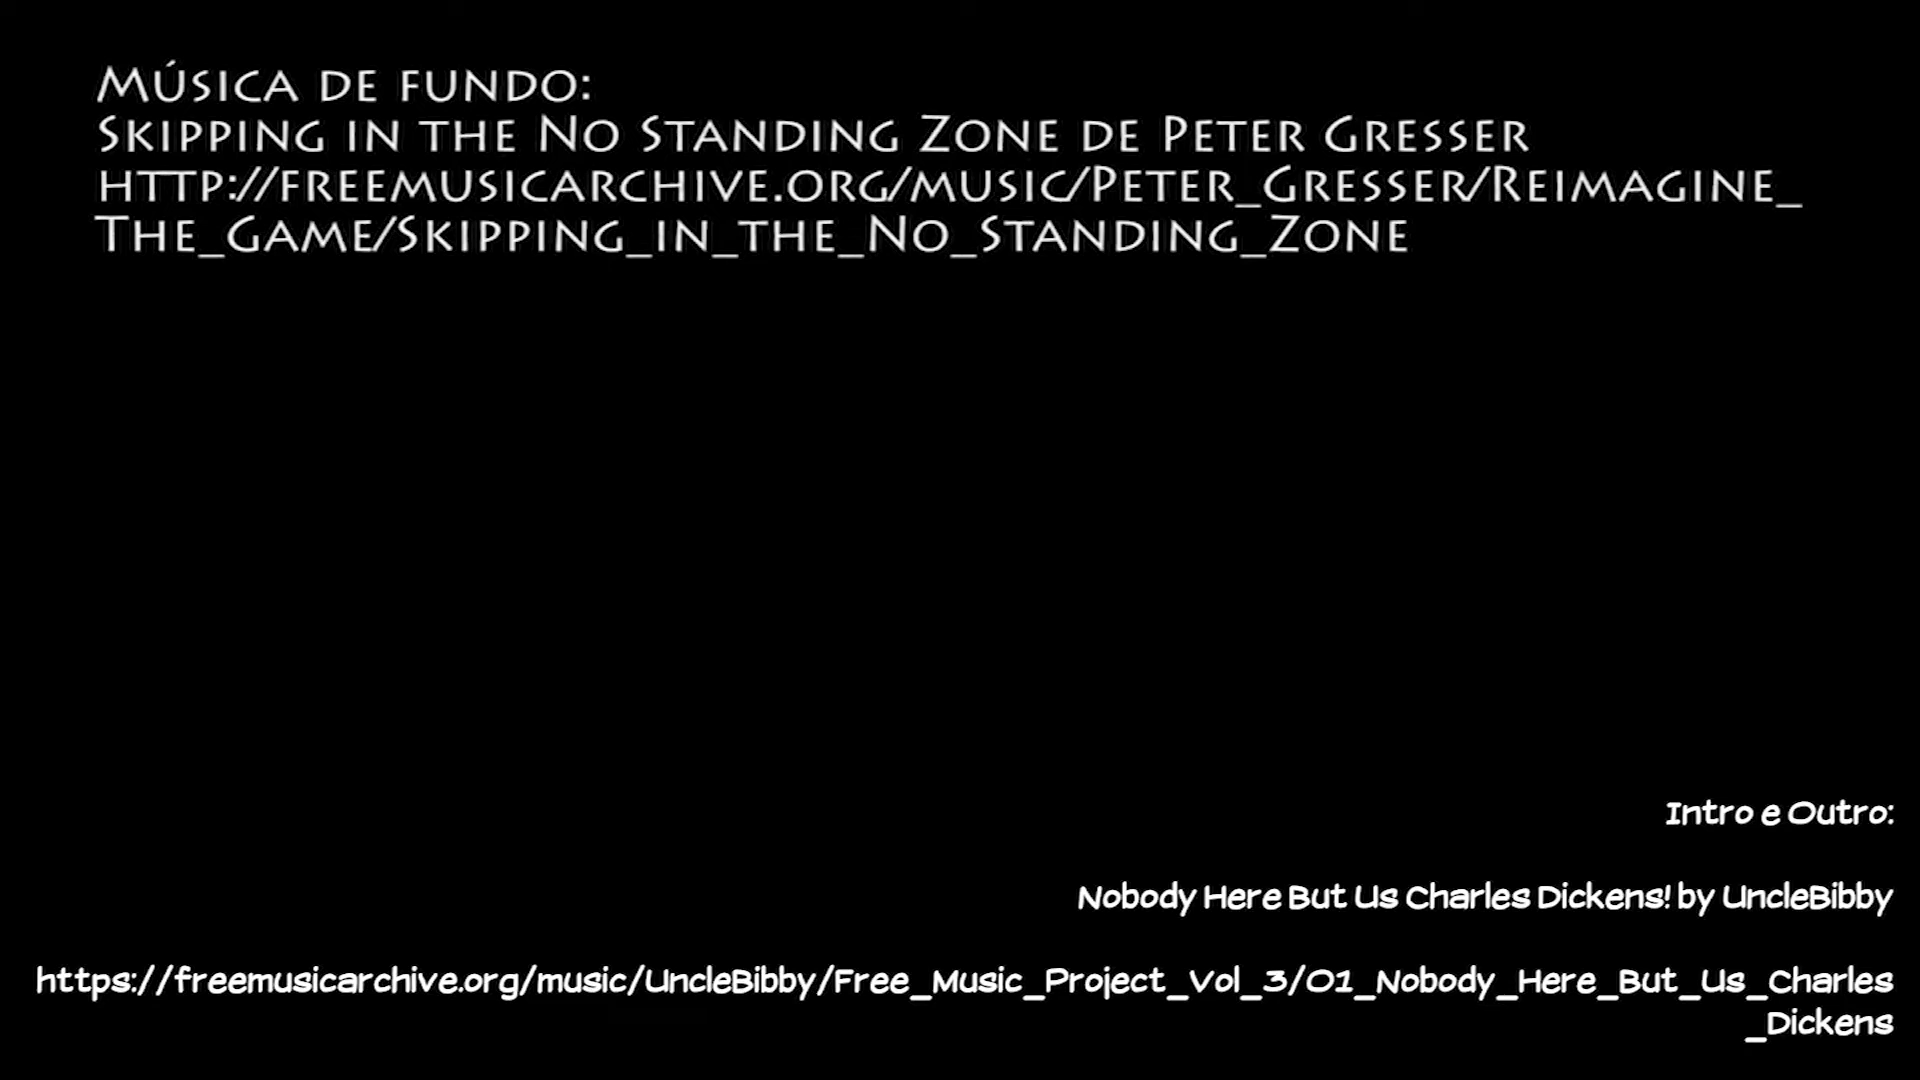 Música de fundo:
Skipping in the No Standing Zone de Peter Gresser
http://freemusicarchive.org/music/Peter_Gresser/Reimagine_
The_Game/Skipping_in_the_No_Standing_Zone
Intro e Outro:
Nobody Here But Us Charles Dickens! by UncleBibby
https://freemusicarchive.org/music/UncleBibby/Free_Music_Project_Vol_3/01_Nobody_Here_But_Us_Charles
_Dickens